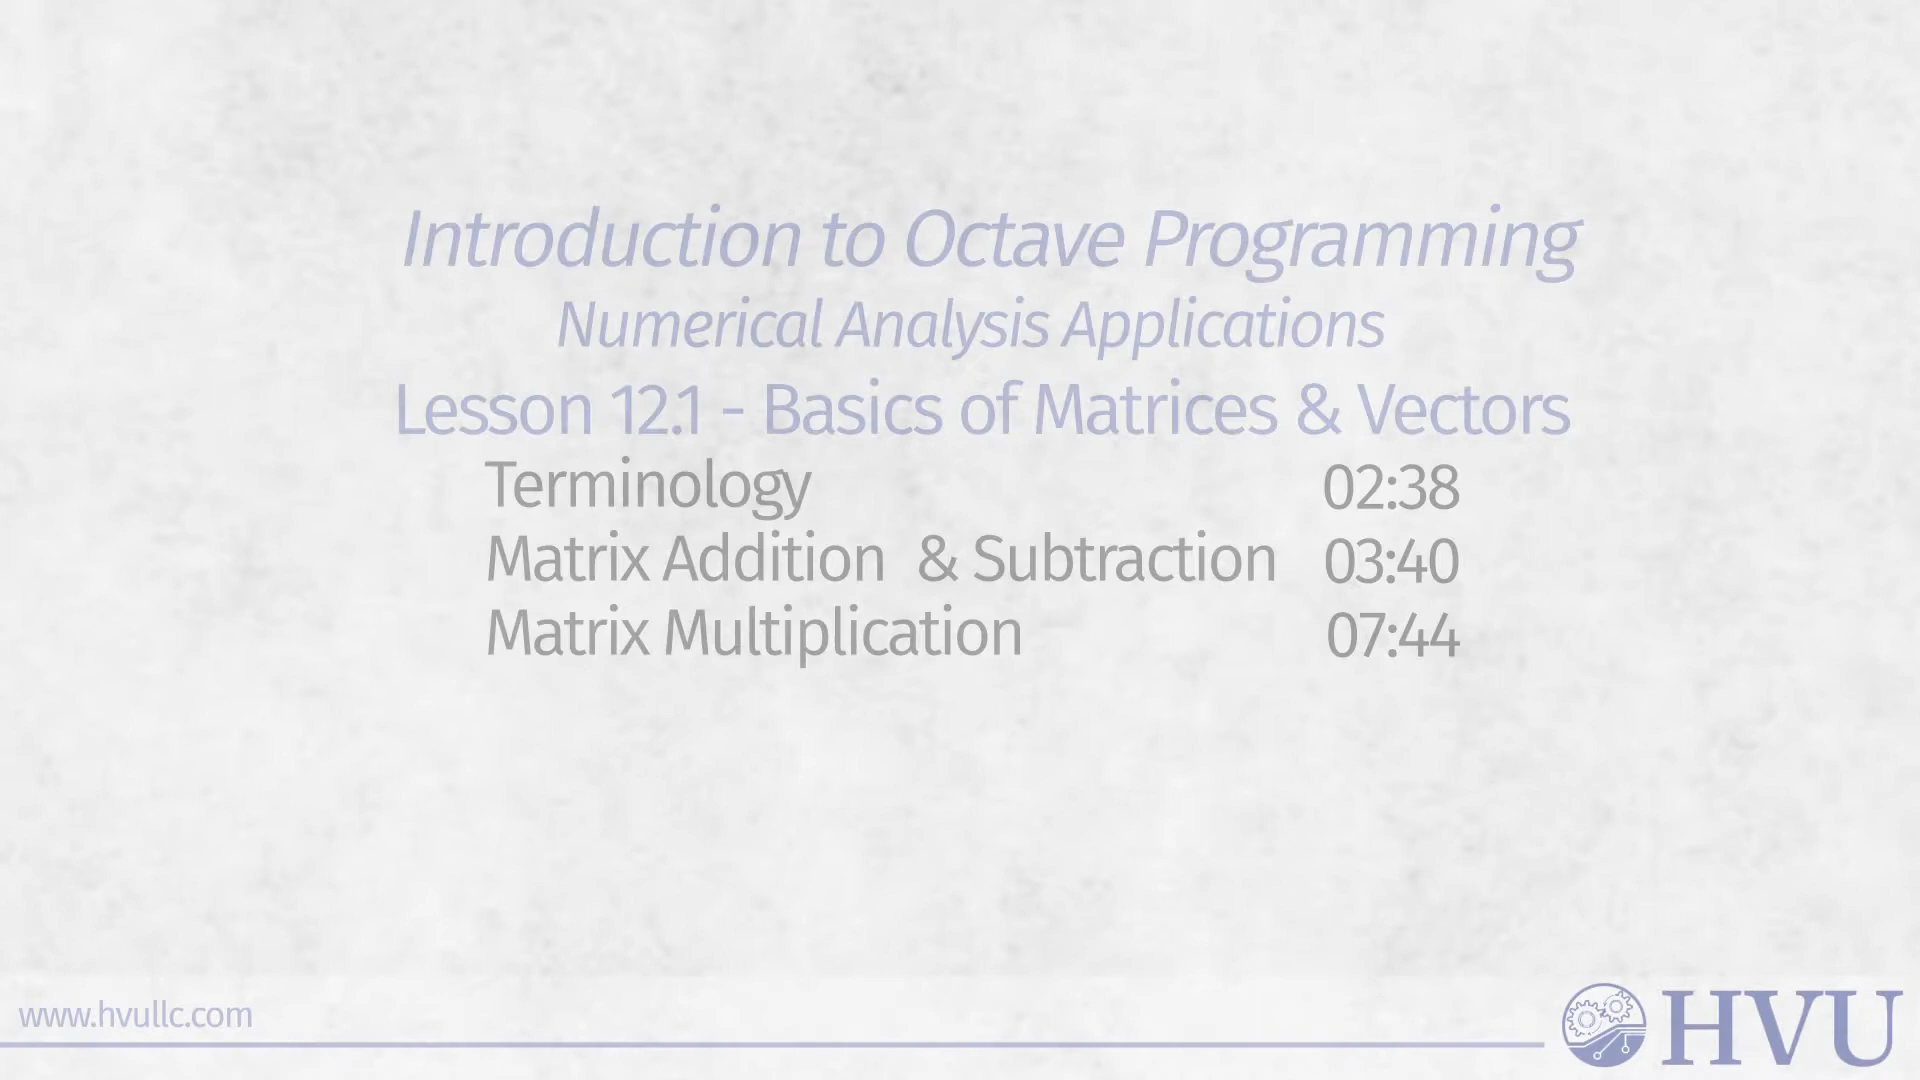 Introduction to Octave Programming
Numerical Analysis Applications
Lesson 12.1 - Basics of Matrices & Vectors
Terminology 02:38
Matrix Addition & Subtraction 03:40
Matrix Multiplication 07:44
www.hvullc.com
HVU